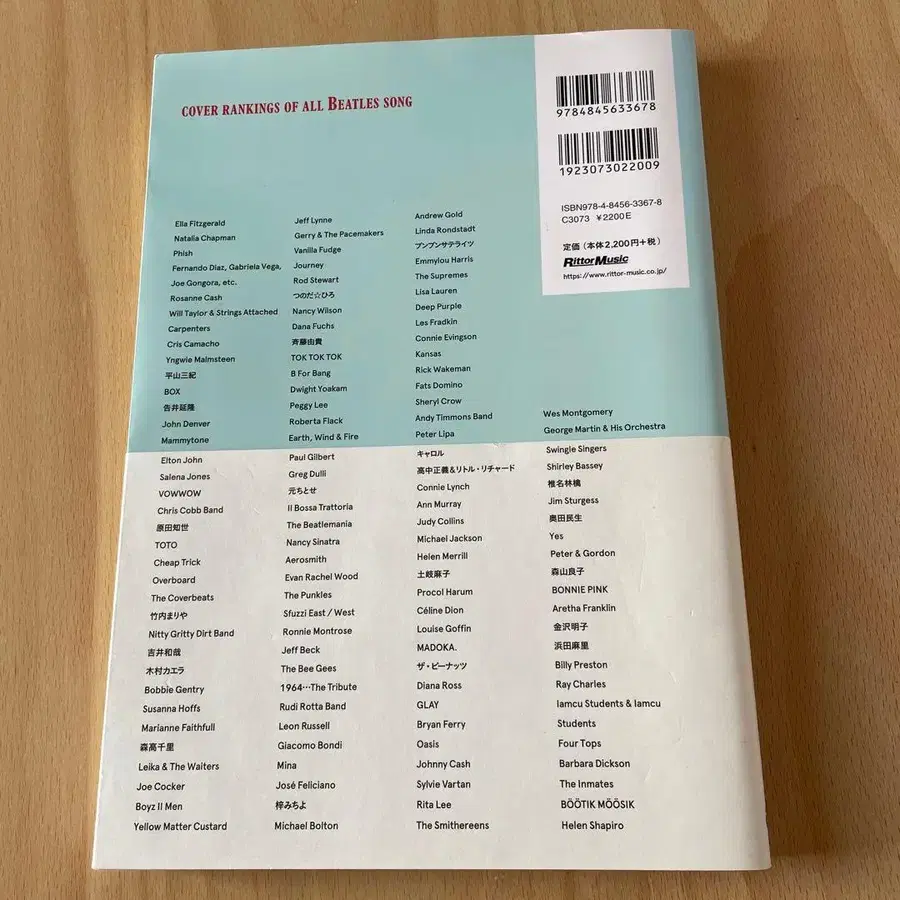 COVER RANKINGS OF ALL BEATLES SONG
9784845633678
1923073022009
ISBN978-4-8456-3367-8
C3073 ¥2200E
定価(本体2,200円+税)
Rittor Music
https://www.rittor-music.co.jp/
Ella Fitzgerald
Natalia Chapman
Phish
Fernando Diaz, Gabriela Vega,
Joe Gongora, etc.
Rosanne Cash
Will Taylor & Strings Attached
Carpenters
Cris Camacho
Yngwie Malmsteen
平山三紀
BOX
告井延隆
John Denver
Mammytone
Elton John
Salena Jones
VOWWOW
Chris Cobb Band
原田知世
TOTO
Cheap Trick
Overboard
The Coverbeats
竹内まりや
Nitty Gritty Dirt Band
吉井和哉
木村カエラ
Bobbie Gentry
Susanna Hoffs
Marianne Faithfull
森高千里
Leika & The Waiters
Joe Cocker
Boyz II Men
Yellow Matter Custard
Jeff Lynne
Gerry & The Pacemakers
Vanilla Fudge
Journey
Rod Stewart
つのだ☆ひろ
Nancy Wilson
Dana Fuchs
斉藤由貴
TOK TOK TOK
B For Bang
Dwight Yoakam
Peggy Lee
Roberta Flack
Earth, Wind & Fire
Paul Gilbert
Greg Dulli
元ちとせ
Il Bossa Trattoria
The Beatlemania
Nancy Sinatra
Aerosmith
Evan Rachel Wood
The Punkles
Sfuzzi East / West
Ronnie Montrose
Jeff Beck
The Bee Gees
1964…The Tribute
Rudi Rotta Band
Leon Russell
Giacomo Bondi
Mina
José Feliciano
梓みちよ
Michael Bolton
Andrew Gold
Linda Rondstadt
ブンブンサテライツ
Emmylou Harris
The Supremes
Lisa Lauren
Deep Purple
Les Fradkin
Connie Evingson
Kansas
Rick Wakeman
Fats Domino
Sheryl Crow
Andy Timmons Band
Peter Lipa
キャロル
高中正義&リトル・リチャード
Connie Lynch
Ann Murray
Judy Collins
Michael Jackson
Helen Merrill
土岐麻子
Procol Harum
Céline Dion
Louise Goffin
MADOKA.
ザ・ピーナッツ
Diana Ross
GLAY
Bryan Ferry
Oasis
Johnny Cash
Sylvie Vartan
Rita Lee
The Smithereens
Wes Montgomery
George Martin & His Orchestra
Swingle Singers
Shirley Bassey
椎名林檎
Jim Sturgess
奥田民生
Yes
Peter & Gordon
森山良子
BONNIE PINK
Aretha Franklin
金沢明子
浜田麻里
Billy Preston
Ray Charles
Iamcu Students & Iamcu
Students
Four Tops
Barbara Dickson
The Inmates
BÖÖTIK MÖÖSIK
Helen Shapiro